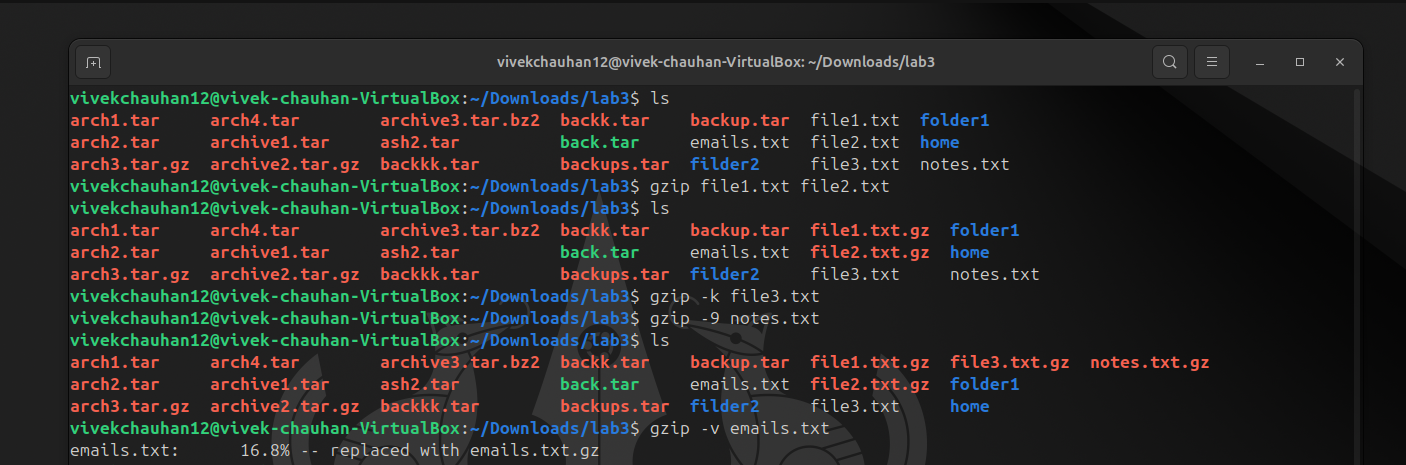 vivekchauhan12@vivek-chauhan-VirtualBox: ~/Downloads/lab3
vivekchauhan12@vivek-chauhan-VirtualBox:~/Downloads/lab3$ ls
arch1.tar arch4.tar archive3.tar.bz2 backk.tar backup.tar file1.txt folder1
arch2.tar archive1.tar ash2.tar back.tar emails.txt file2.txt home
arch3.tar.gz archive2.tar.gz backkk.tar backups.tar filder2 file3.txt notes.txt
vivekchauhan12@vivek-chauhan-VirtualBox:~/Downloads/lab3$ gzip file1.txt file2.txt
vivekchauhan12@vivek-chauhan-VirtualBox:~/Downloads/lab3$ ls
arch1.tar arch4.tar archive3.tar.bz2 backk.tar backup.tar file1.txt.gz folder1
arch2.tar archive1.tar ash2.tar back.tar emails.txt file2.txt.gz home
arch3.tar.gz archive2.tar.gz backkk.tar backups.tar filder2 file3.txt notes.txt
vivekchauhan12@vivek-chauhan-VirtualBox:~/Downloads/lab3$ gzip -k file3.txt
vivekchauhan12@vivek-chauhan-VirtualBox:~/Downloads/lab3$ gzip -9 notes.txt
vivekchauhan12@vivek-chauhan-VirtualBox:~/Downloads/lab3$ ls
arch1.tar arch4.tar archive3.tar.bz2 backk.tar backup.tar file1.txt.gz file3.txt.gz notes.txt.gz
arch2.tar archive1.tar ash2.tar back.tar emails.txt file2.txt.gz folder1
arch3.tar.gz archive2.tar.gz backkk.tar backups.tar filder2 file3.txt home
vivekchauhan12@vivek-chauhan-VirtualBox:~/Downloads/lab3$ gzip -v emails.txt
emails.txt: 16.8% -- replaced with emails.txt.gz